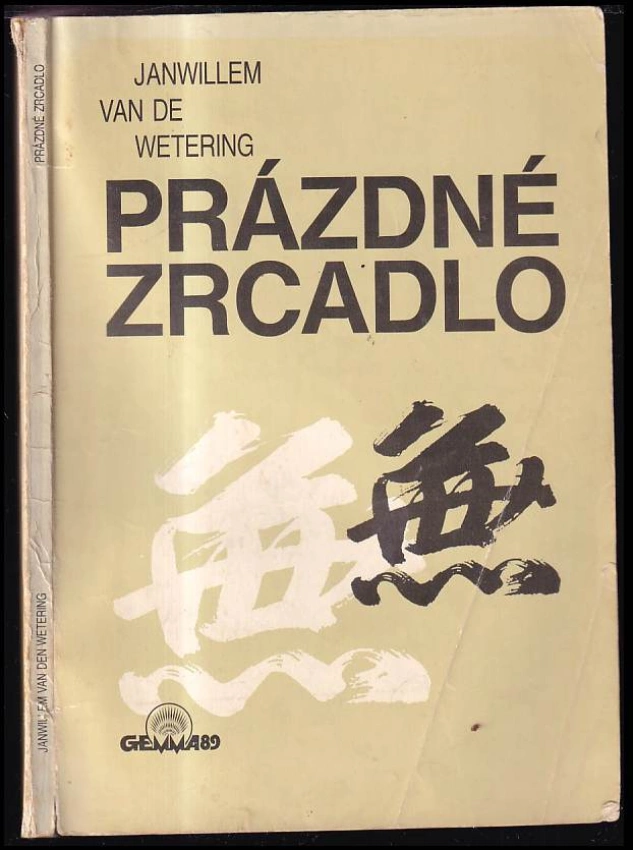 JANWILLEM
VAN DE
WETERING
PRÁZDNÉ
ZRCADLO
無
無
GEMMA89
PRÁZDNÉ ZRCADLO
JANWILLEM VAN DEN WETERING